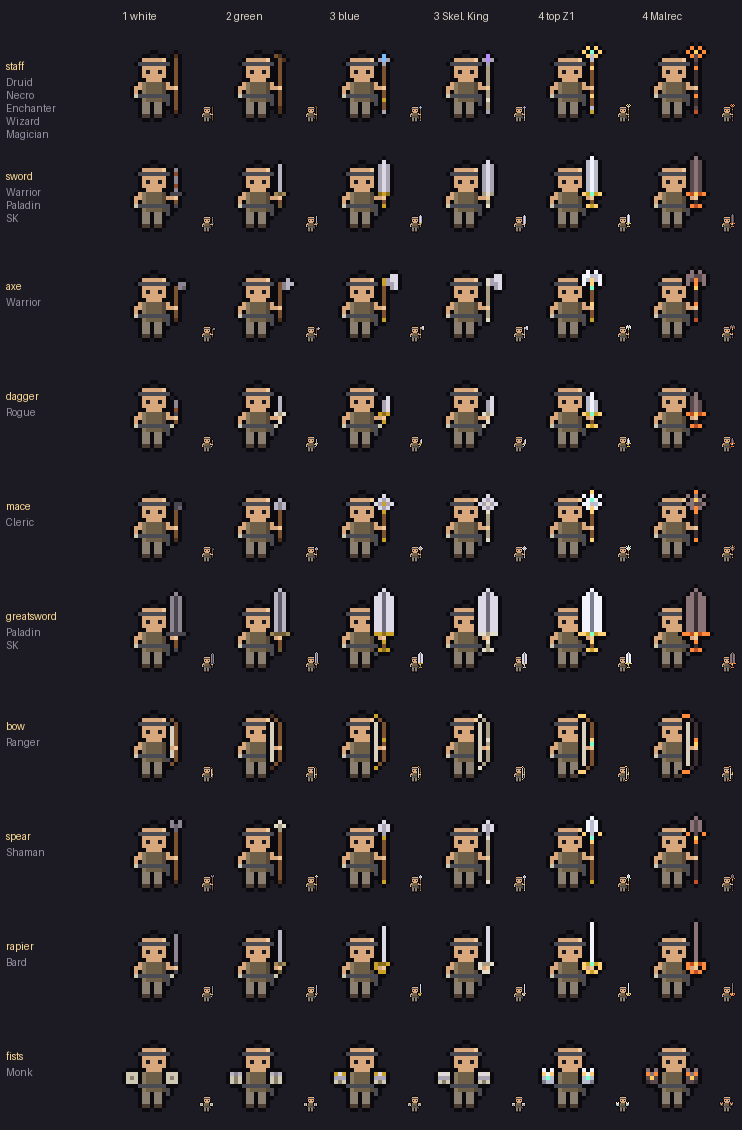 1 white 2 green 3 blue 3 Skel. King 4 top Z1 4 Malrec
staff
Druid
Necro
Enchanter
Wizard
Magician
sword
Warrior
Paladin
SK
axe
Warrior
dagger
Rogue
mace
Cleric
greatsword
Paladin
SK
bow
Ranger
spear
Shaman
rapier
Bard
fists
Monk